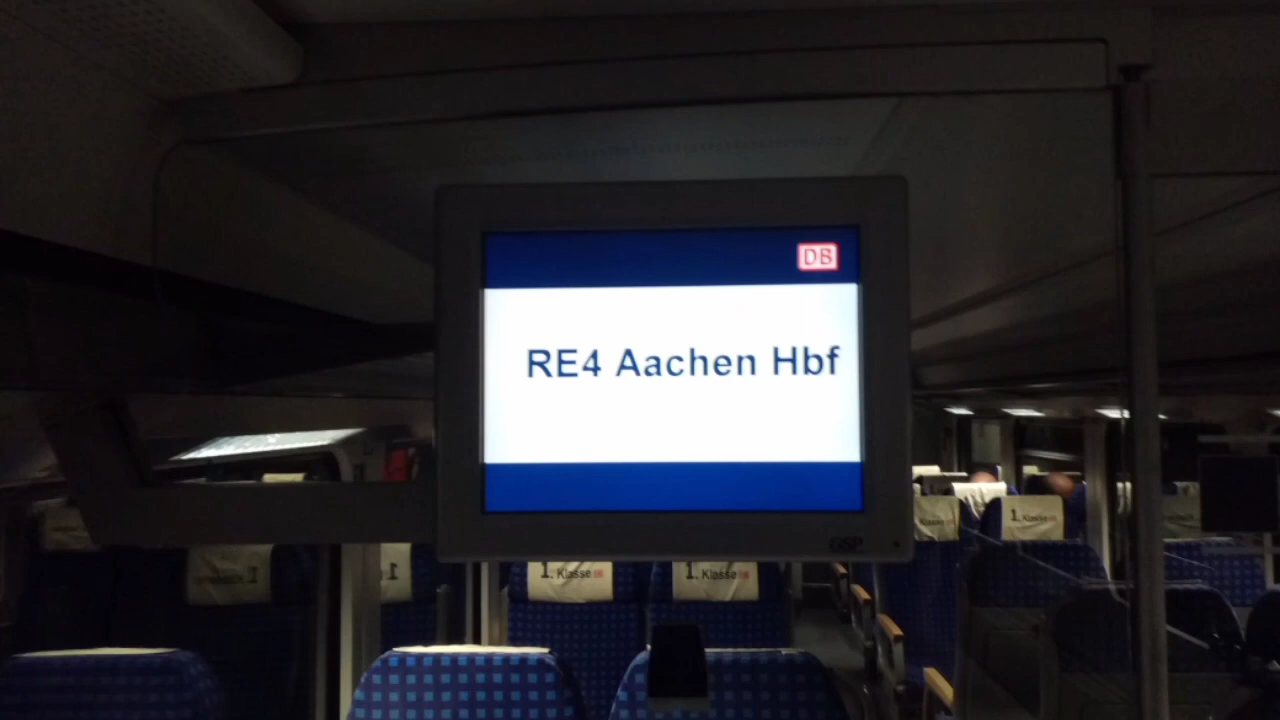 DB
RE4 Aachen Hbf
GSP
1. Klasse
1. Klasse
1. Klasse
Klasse
1